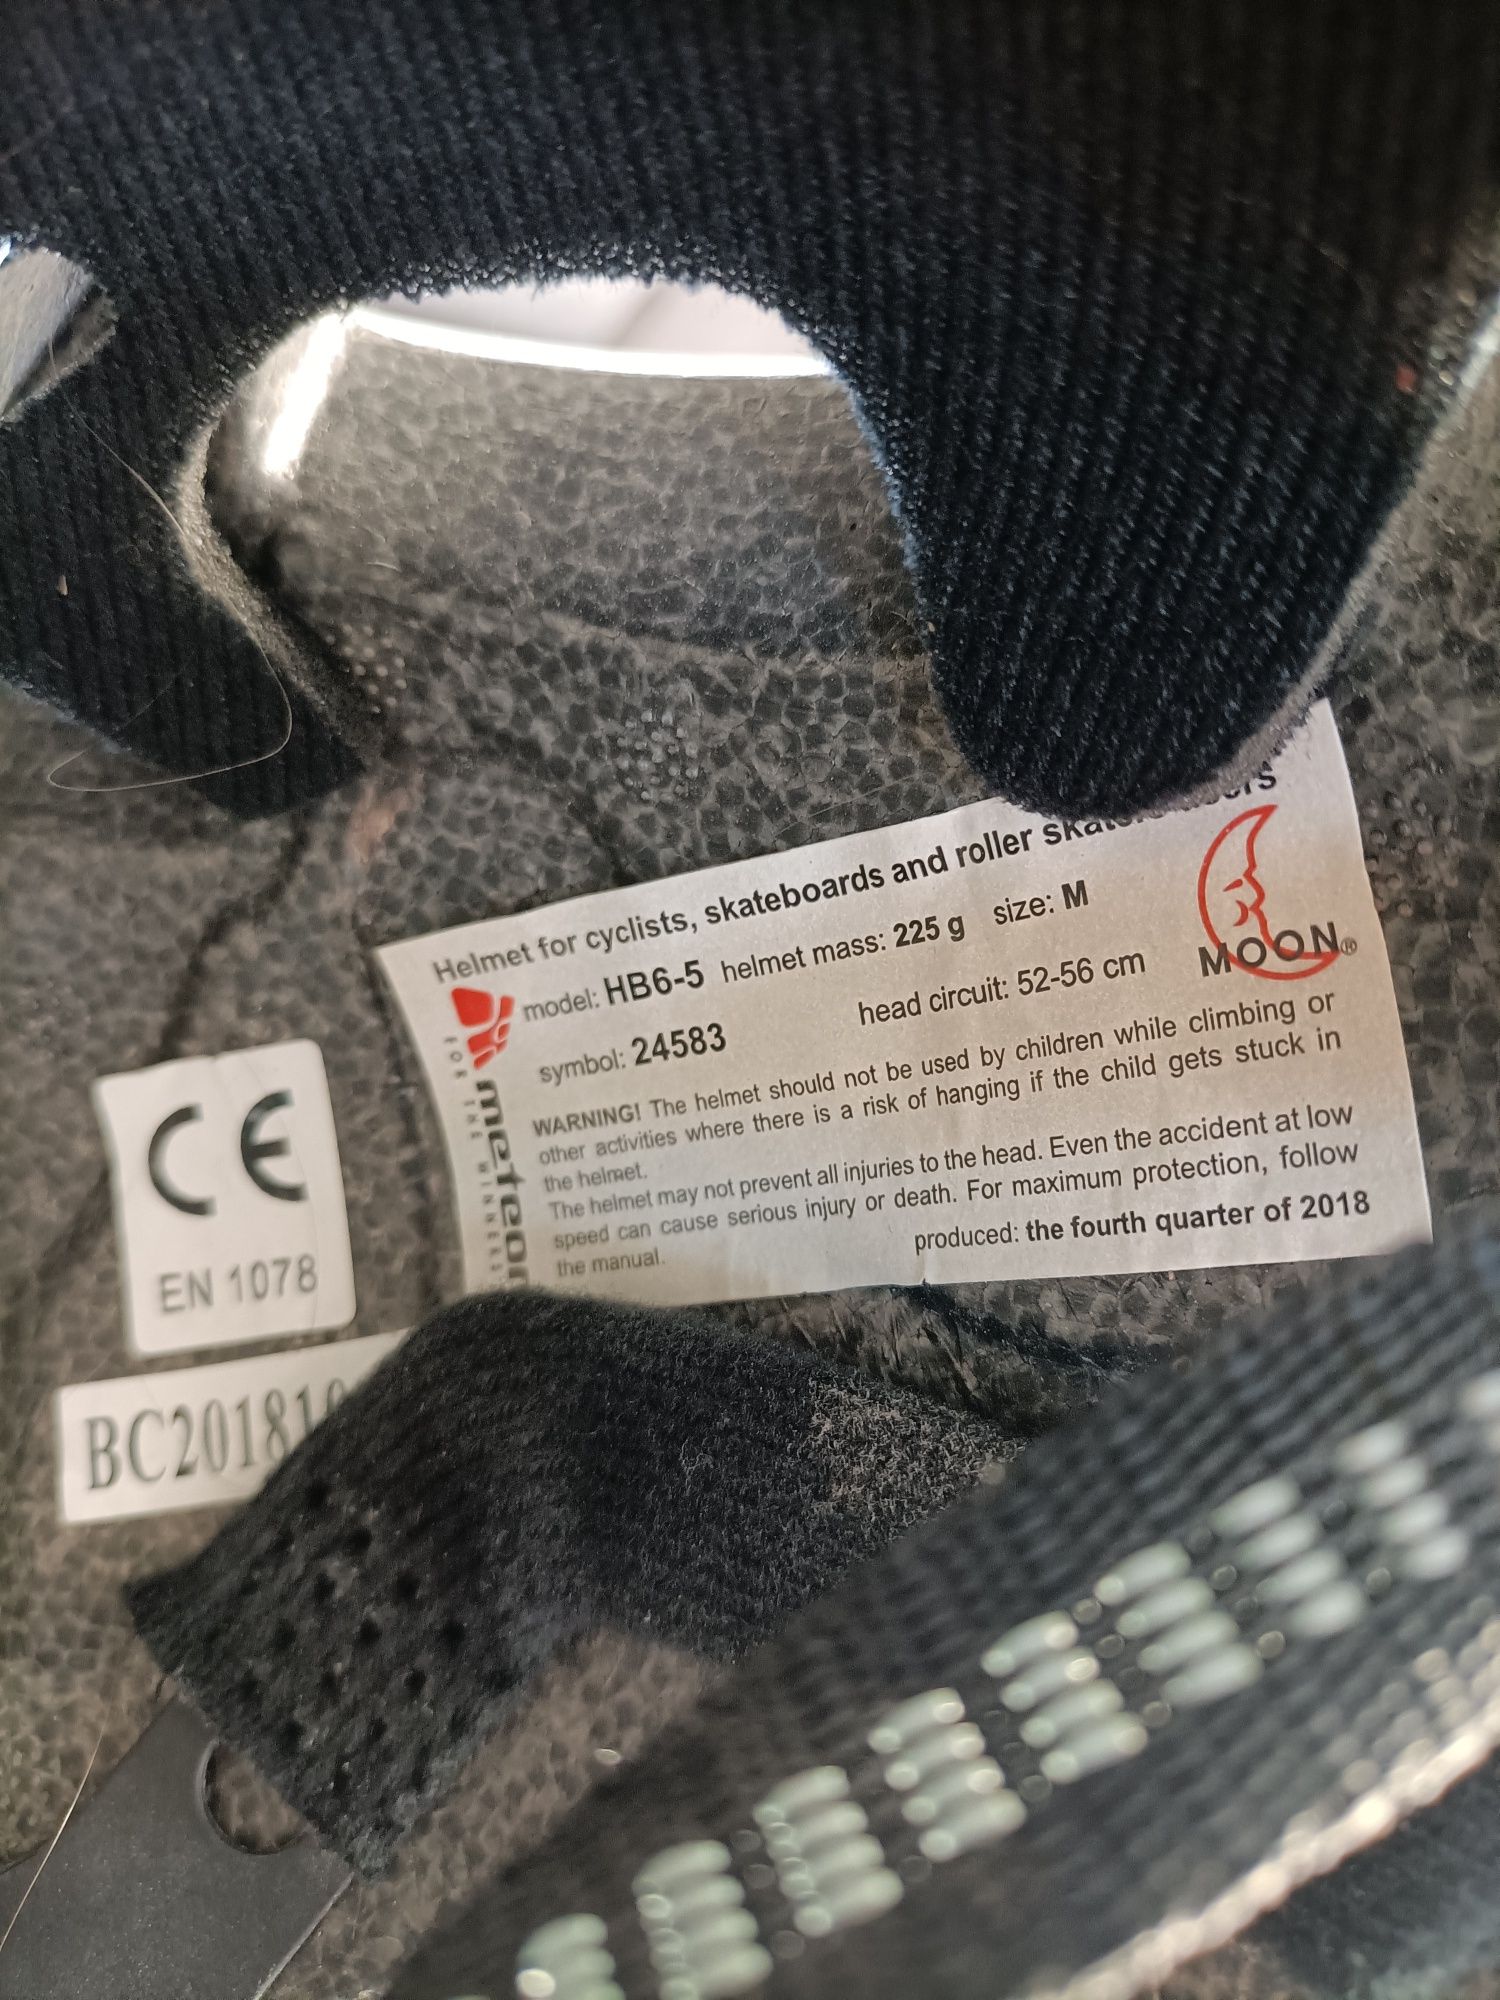 Helmet for cyclists, skateboards and roller
model: HB6-5 helmet mass: 225 g size: M
symbol: 24583 head circuit: 52-56 cm
MOON®
WARNING! The helmet should not be used by children while climbing or
other activities where there is a risk of hanging if the child gets stuck in
the helmet.
The helmet may not prevent all injuries to the head. Even the accident at low
speed can cause serious injury or death. For maximum protection, follow
the manual.
produced: the fourth quarter of 2018
meteor
FOR THE WINNERS
CE
EN 1078
BC201810